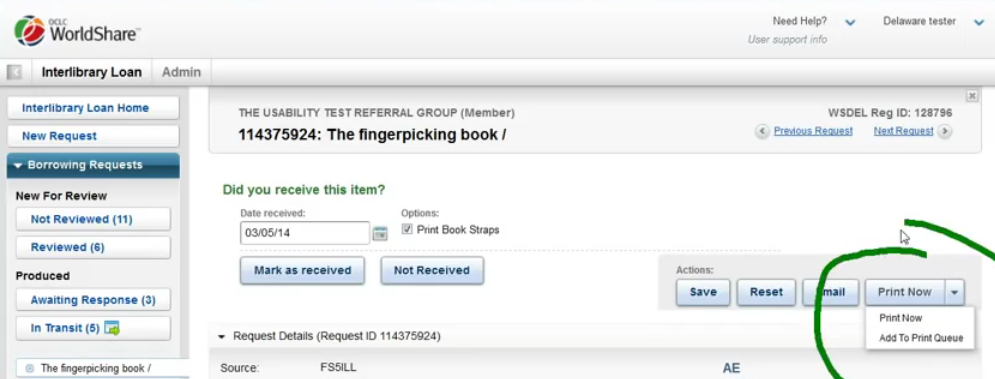 OCLC
WorldShare™
Need Help?
Delaware tester
User support info
Interlibrary Loan
Admin
Interlibrary Loan Home
New Request
Borrowing Requests
New For Review
Not Reviewed (11)
Reviewed (6)
Produced
Awaiting Response (3)
In Transit (5)
The fingerpicking book /
THE USABILITY TEST REFERRAL GROUP (Member)
WSDEL Reg ID: 128796
114375924: The fingerpicking book /
Previous Request
Next Request
Did you receive this item?
Date received:
Options:
03/05/14
Print Book Straps
Mark as received
Not Received
Actions:
Save
Reset
Email
Print Now
Print Now
Add To Print Queue
Request Details (Request ID 114375924)
Source:
FS5ILL
AE